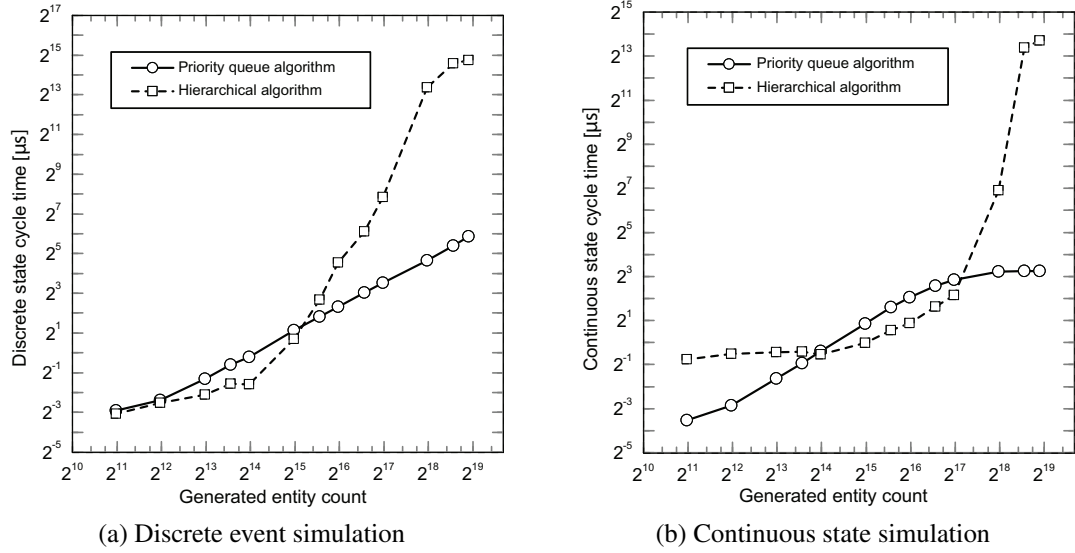 2^17
2^15
2^13
2^11
2^9
2^7
2^5
2^3
2^1
2^-1
2^-3
2^-5
Discrete state cycle time [µs]
Priority queue algorithm
Hierarchical algorithm
2^10 2^11 2^12 2^13 2^14 2^15 2^16 2^17 2^18 2^19
Generated entity count
(a) Discrete event simulation
2^15
2^13
2^11
2^9
2^7
2^5
2^3
2^1
2^-1
2^-3
2^-5
Continuous state cycle time [µs]
Priority queue algorithm
Hierarchical algorithm
2^10 2^11 2^12 2^13 2^14 2^15 2^16 2^17 2^18 2^19
Generated entity count
(b) Continuous state simulation